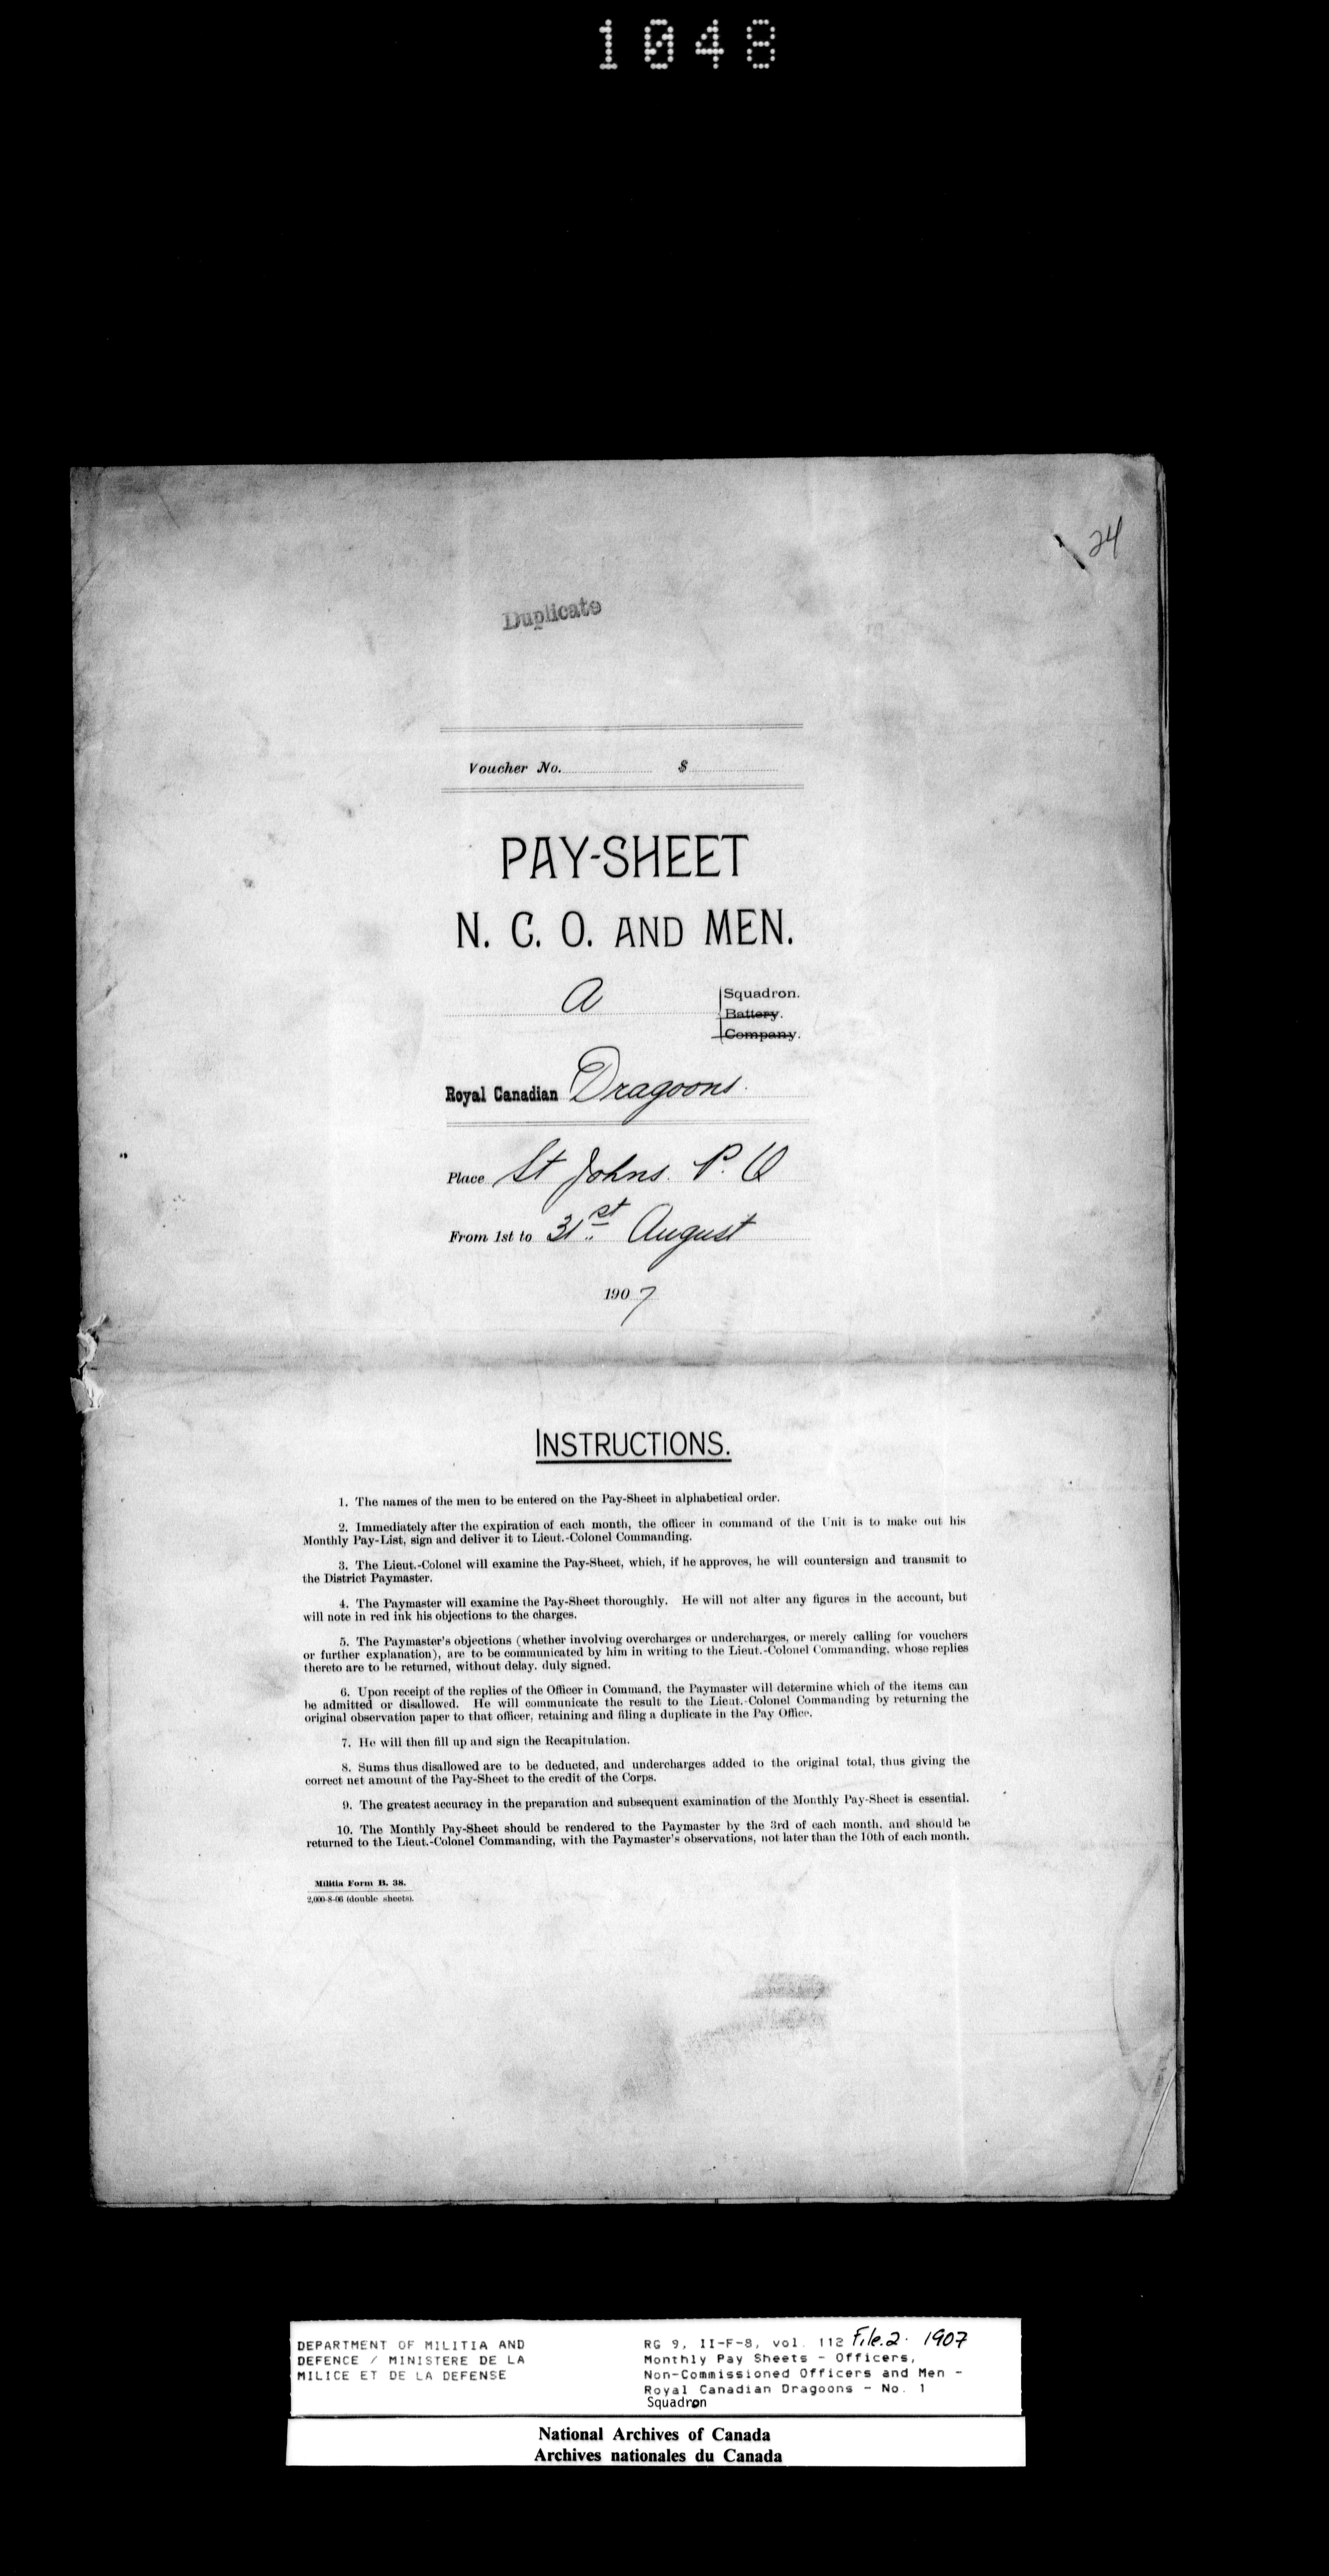 1048
24
Duplicate
Voucher No. $
PAY-SHEET
N. C. O. AND MEN.
A
Squadron.
Battery.
Company.
Royal Canadian Dragoons.
Place St Johns. P. Q
From 1st to 31st August
1907
INSTRUCTIONS.
1. The names of the men to be entered on the Pay-Sheet in alphabetical order.
2. Immediately after the expiration of each month, the officer in command of the Unit is to make out his
Monthly Pay-List, sign and deliver it to Lieut.-Colonel Commanding.
3. The Lieut.-Colonel will examine the Pay-Sheet, which, if he approves, he will countersign and transmit to
the District Paymaster.
4. The Paymaster will examine the Pay-Sheet thoroughly. He will not alter any figures in the account, but
will note in red ink his objections to the charges.
5. The Paymaster's objections (whether involving overcharges or undercharges, or merely calling for vouchers
or further explanation), are to be communicated by him in writing to the Lieut.-Colonel Commanding, whose replies
thereto are to be returned, without delay, duly signed.
6. Upon receipt of the replies of the Officer in Command, the Paymaster will determine which of the items can
be admitted or disallowed. He will communicate the result to the Lieut.-Colonel Commanding by returning the
original observation paper to that officer, retaining and filing a duplicate in the Pay Office.
7. He will then fill up and sign the Recapitulation.
8. Sums thus disallowed are to be deducted, and undercharges added to the original total, thus giving the
correct net amount of the Pay-Sheet to the credit of the Corps.
9. The greatest accuracy in the preparation and subsequent examination of the Monthly Pay-Sheet is essential.
10. The Monthly Pay-Sheet should be rendered to the Paymaster by the 3rd of each month, and should be
returned to the Lieut.-Colonel Commanding, with the Paymaster's observations, not later than the 10th of each month.
Militia Form B. 38.
2,000-8-06 (double sheets).
DEPARTMENT OF MILITIA AND
DEFENCE / MINISTERE DE LA
MILICE ET DE LA DEFENSE
RG 9, II-F-8, vol. 112 File.2. 1907
Monthly Pay Sheets - Officers,
Non-Commissioned Officers and Men -
Royal Canadian Dragoons - No. 1
Squadron
National Archives of Canada
Archives nationales du Canada